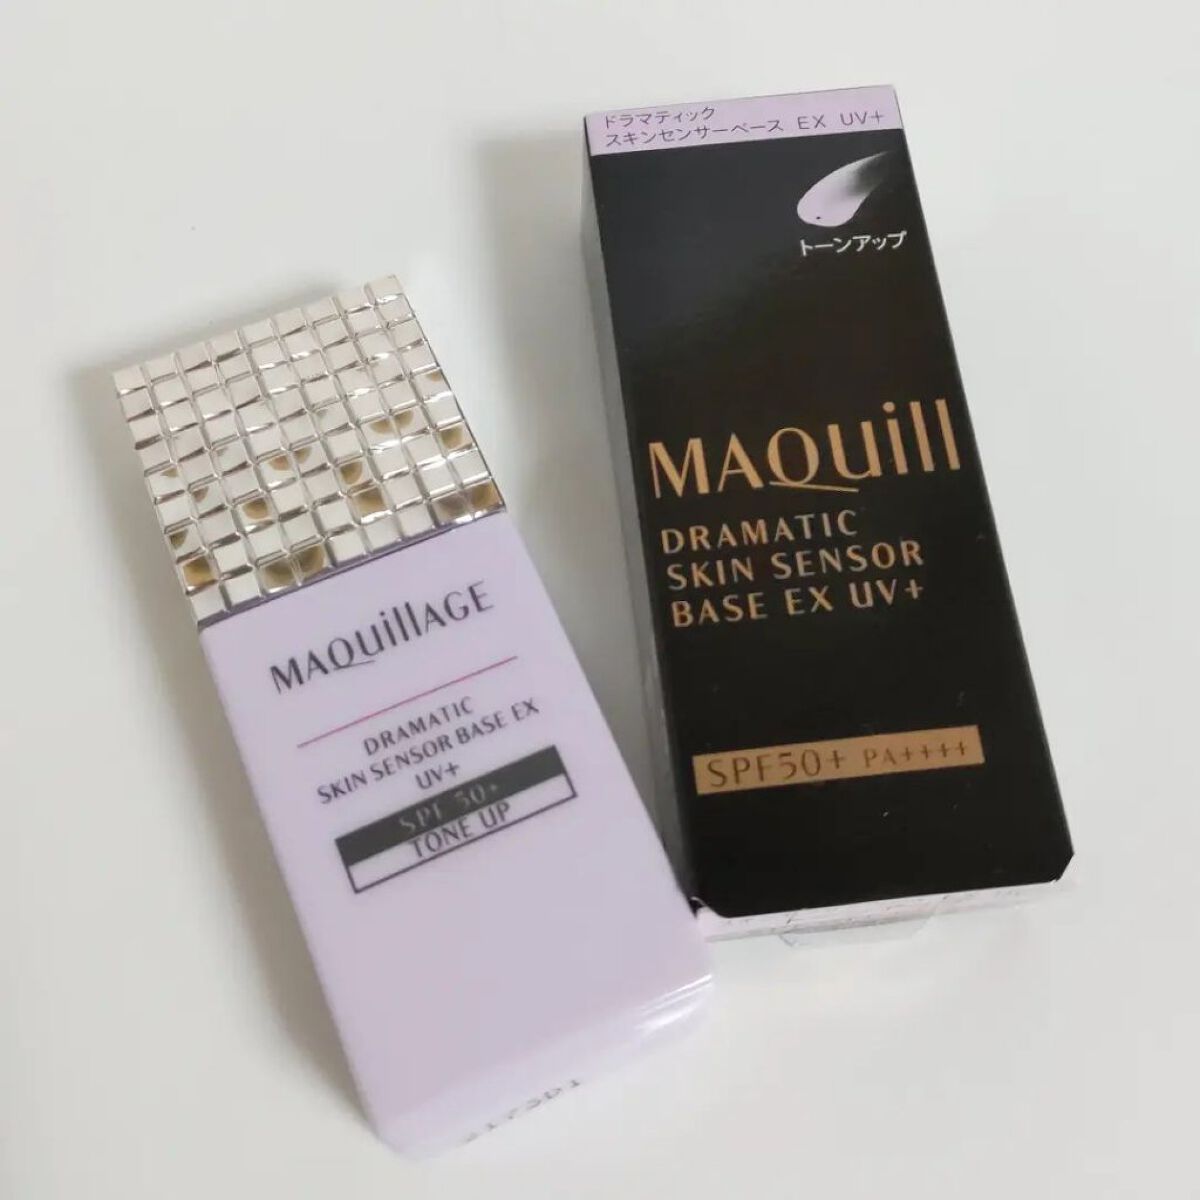 ドラマティック
スキンセンサーベース EX UV+
トーンアップ
MAQuill
DRAMATIC
SKIN SENSOR
BASE EX UV+
SPF50+ PA++++
MAQuillAGE
DRAMATIC
SKIN SENSOR BASE EX
UV+
SPF 50+
TONE UP